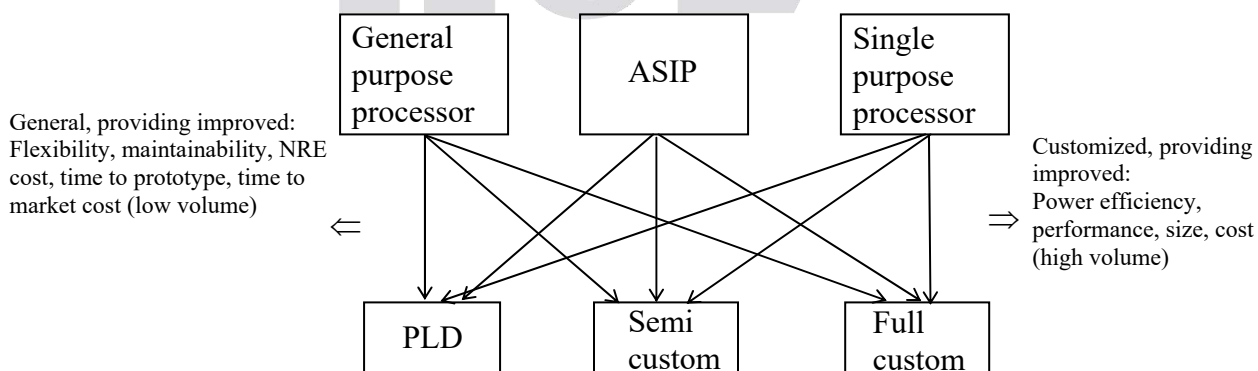 General
purpose
processor
ASIP
Single
purpose
processor
General, providing improved:
Flexibility, maintainability, NRE
cost, time to prototype, time to
market cost (low volume)
⇐
⇒
Customized, providing
improved:
Power efficiency,
performance, size, cost
(high volume)
PLD
Semi
custom
Full
custom